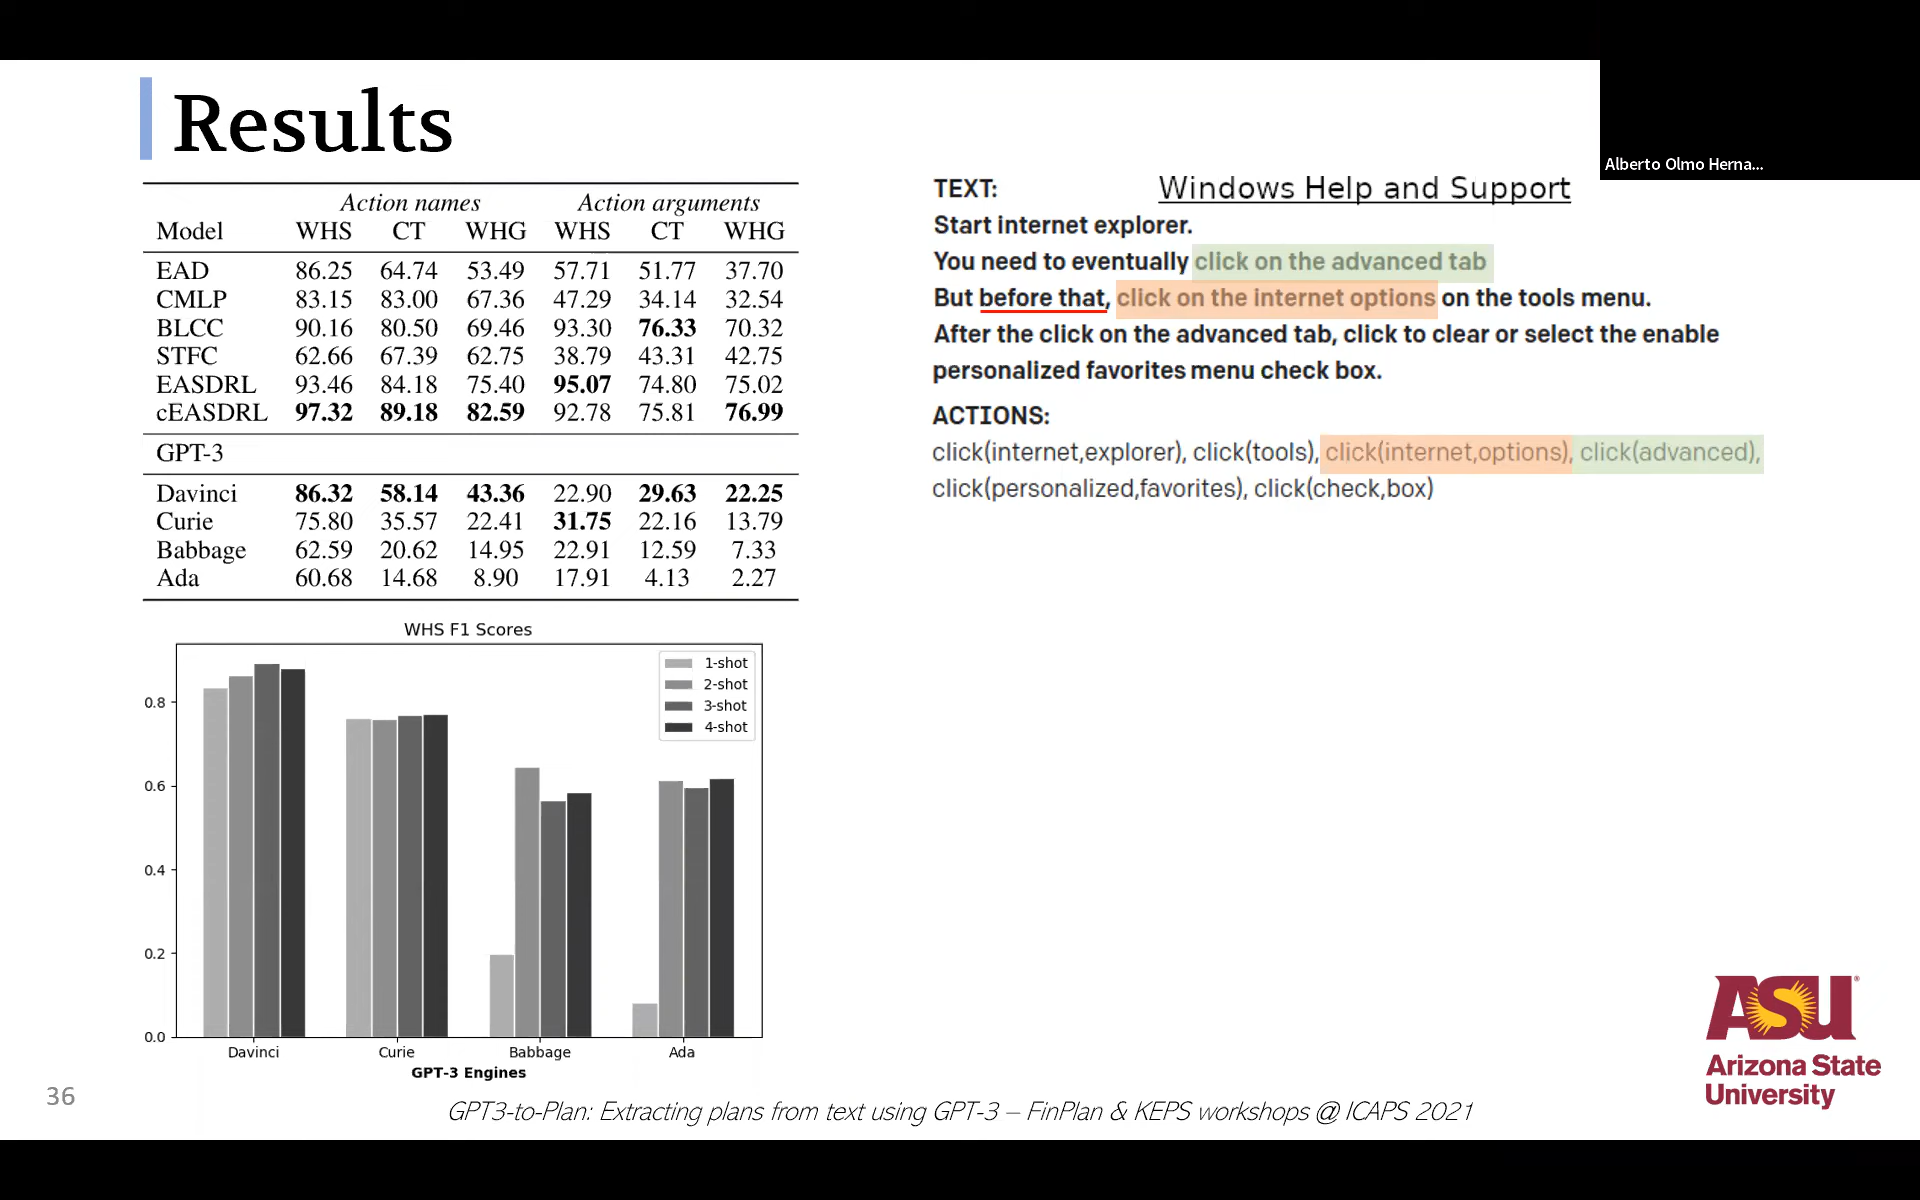 Results
Alberto Olmo Herna...
Action names Action arguments
Model WHS CT WHG WHS CT WHG
EAD 86.25 64.74 53.49 57.71 51.77 37.70
CMLP 83.15 83.00 67.36 47.29 34.14 32.54
BLCC 90.16 80.50 69.46 93.30 76.33 70.32
STFC 62.66 67.39 62.75 38.79 43.31 42.75
EASDRL 93.46 84.18 75.40 95.07 74.80 75.02
cEASDRL 97.32 89.18 82.59 92.78 75.81 76.99
GPT-3
Davinci 86.32 58.14 43.36 22.90 29.63 22.25
Curie 75.80 35.57 22.41 31.75 22.16 13.79
Babbage 62.59 20.62 14.95 22.91 12.59 7.33
Ada 60.68 14.68 8.90 17.91 4.13 2.27
TEXT: Windows Help and Support
Start internet explorer.
You need to eventually click on the advanced tab
But before that, click on the internet options on the tools menu.
After the click on the advanced tab, click to clear or select the enable
personalized favorites menu check box.
ACTIONS:
click(internet,explorer), click(tools), click(internet,options), click(advanced),
click(personalized,favorites), click(check,box)
WHS F1 Scores
1-shot
2-shot
3-shot
4-shot
0.8
0.6
0.4
0.2
0.0
Davinci Curie Babbage Ada
GPT-3 Engines
ASU
Arizona State
University
36
GPT3-to-Plan: Extracting plans from text using GPT-3 – FinPlan & KEPS workshops @ ICAPS 2021